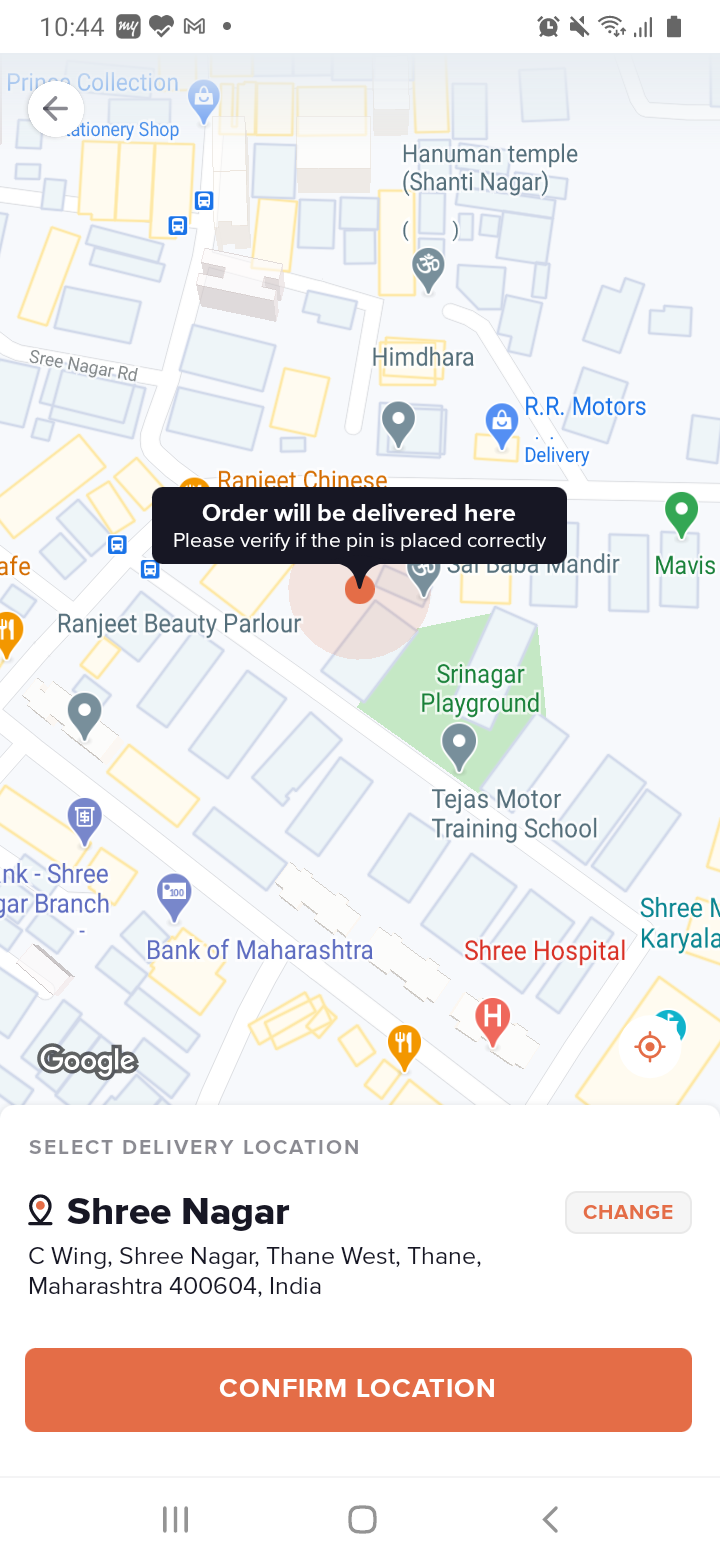 10:44
my
Prince Collection
ationery Shop
Hanuman temple
(Shanti Nagar)
( )
Himdhara
Sree Nagar Rd
R.R. Motors
Delivery
Ranjeet Chinese
Order will be delivered here
Please verify if the pin is placed correctly
Sai Baba Mandir
Mavis
afe
Ranjeet Beauty Parlour
Srinagar
Playground
Tejas Motor
Training School
nk - Shree
gar Branch
-
100
Bank of Maharashtra
Shree M
Karyala
Shree Hospital
H
Google
SELECT DELIVERY LOCATION
Shree Nagar
CHANGE
C Wing, Shree Nagar, Thane West, Thane,
Maharashtra 400604, India
CONFIRM LOCATION